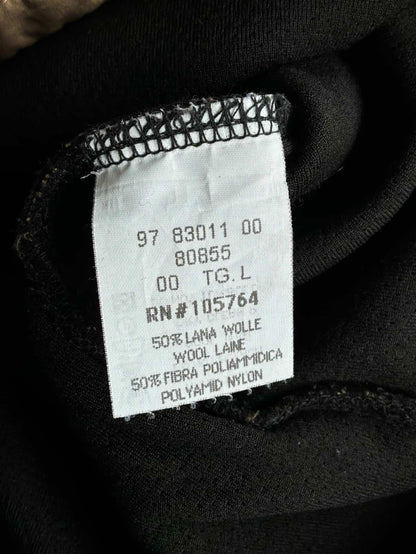 97 83011 00
80855
00 TG.L
RN#105764
50% LANA WOLLE
WOOL LAINE
50% FIBRA POLIAMMIDICA
POLYAMID NYLON